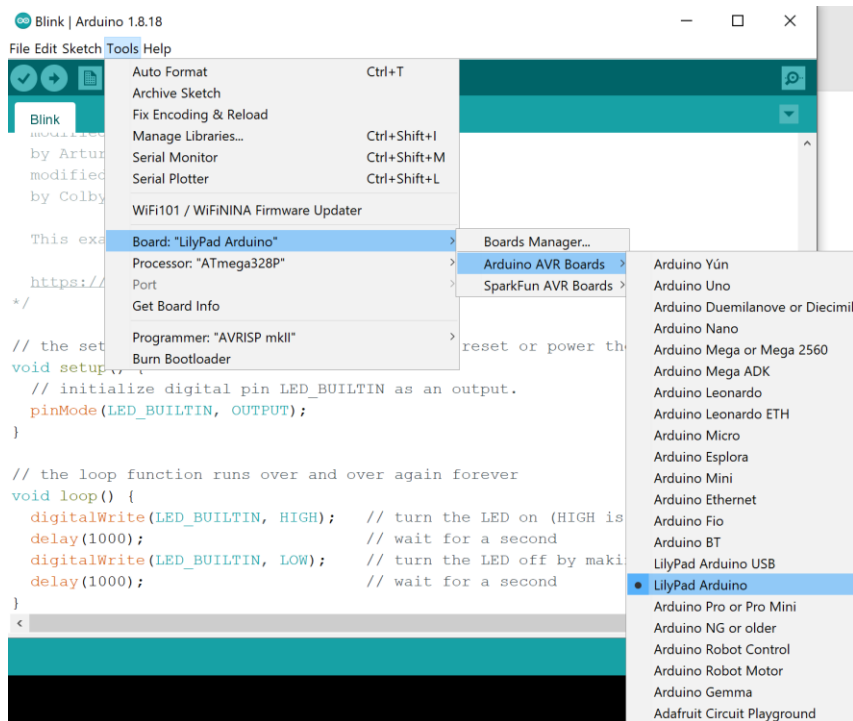 Blink | Arduino 1.8.18
File Edit Sketch Tools Help
Blink
Auto Format Ctrl+T
Archive Sketch
Fix Encoding & Reload
Manage Libraries... Ctrl+Shift+I
Serial Monitor Ctrl+Shift+M
Serial Plotter Ctrl+Shift+L
WiFi101 / WiFiNINA Firmware Updater
Board: "LilyPad Arduino"
Processor: "ATmega328P"
Port
Get Board Info
Programmer: "AVRISP mkII"
Burn Bootloader
Boards Manager...
Arduino AVR Boards
SparkFun AVR Boards
Arduino Yún
Arduino Uno
Arduino Duemilanove or Diecimil
Arduino Nano
Arduino Mega or Mega 2560
Arduino Mega ADK
Arduino Leonardo
Arduino Leonardo ETH
Arduino Micro
Arduino Esplora
Arduino Mini
Arduino Ethernet
Arduino Fio
Arduino BT
LilyPad Arduino USB
LilyPad Arduino
Arduino Pro or Pro Mini
Arduino NG or older
Arduino Robot Control
Arduino Robot Motor
Arduino Gemma
Adafruit Circuit Playground
by Artur
modified
by Colby
This exa
https://
*/
// the set reset or power the
void setup() {
// initialize digital pin LED_BUILTIN as an output.
pinMode(LED_BUILTIN, OUTPUT);
}
// the loop function runs over and over again forever
void loop() {
digitalWrite(LED_BUILTIN, HIGH); // turn the LED on (HIGH is
delay(1000); // wait for a second
digitalWrite(LED_BUILTIN, LOW); // turn the LED off by maki
delay(1000); // wait for a second
}